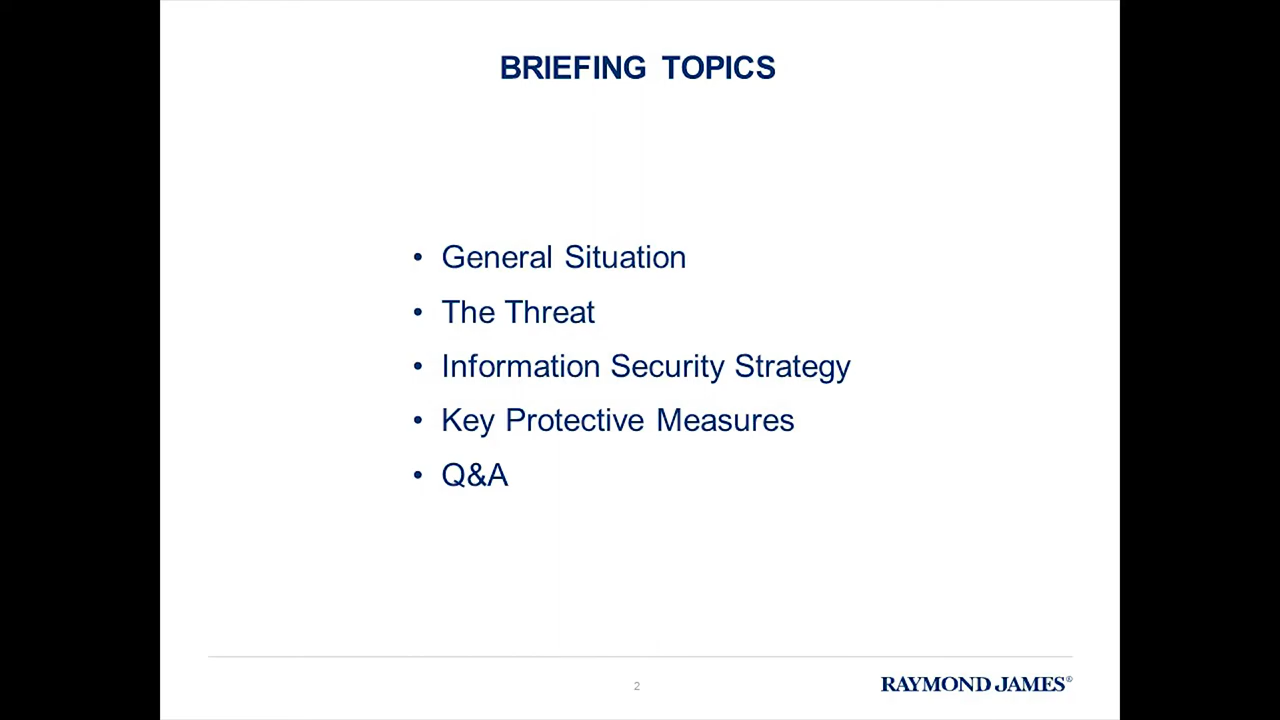 BRIEFING TOPICS
• General Situation
• The Threat
• Information Security Strategy
• Key Protective Measures
• Q&A
2
RAYMOND JAMES®